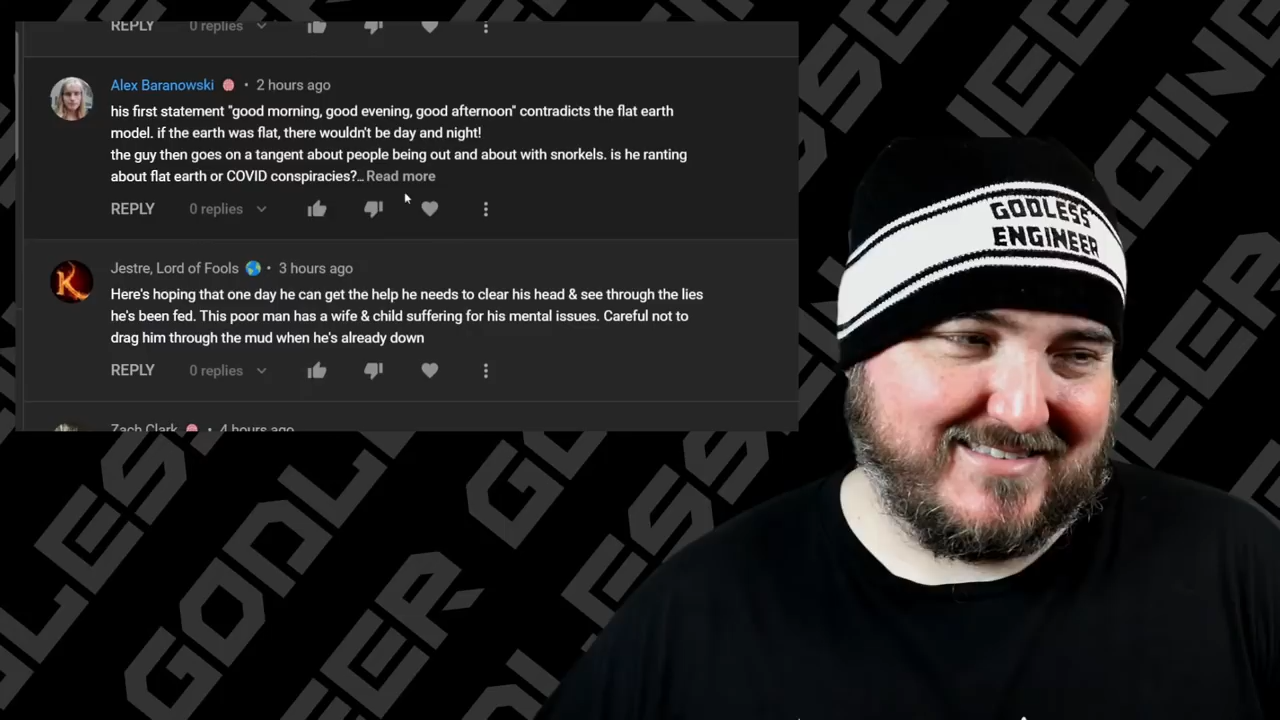 REPLY 0 replies
Alex Baranowski • 2 hours ago
his first statement "good morning, good evening, good afternoon" contradicts the flat earth
model. if the earth was flat, there wouldn't be day and night!
the guy then goes on a tangent about people being out and about with snorkels. is he ranting
about flat earth or COVID conspiracies?... Read more
REPLY 0 replies
Jestre, Lord of Fools • 3 hours ago
Here's hoping that one day he can get the help he needs to clear his head & see through the lies
he's been fed. This poor man has a wife & child suffering for his mental issues. Careful not to
drag him through the mud when he's already down
REPLY 0 replies
Zach Clark • 4 hours ago
GODLESS
ENGINEER